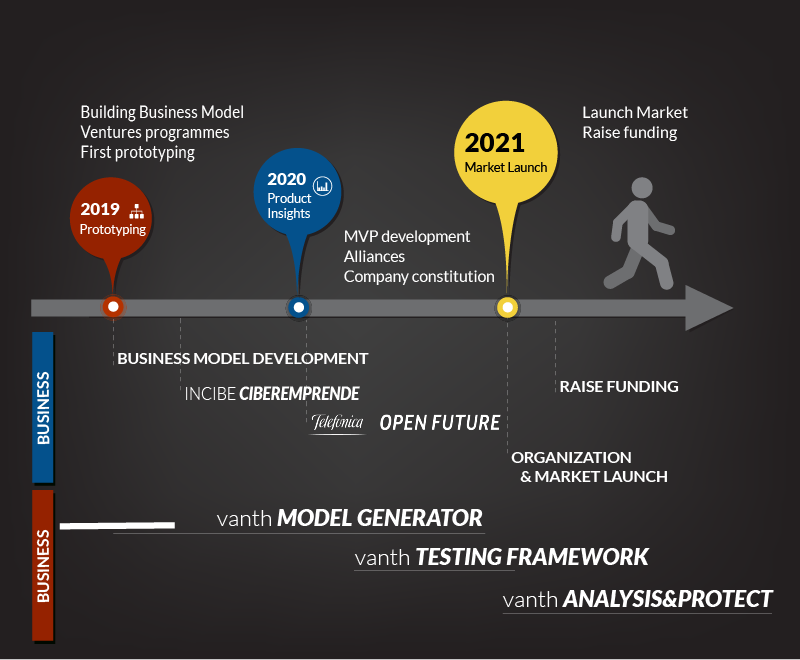 Building Business Model
Ventures programmes
First prototyping
Launch Market
Raise funding
2019
Prototyping
2020
Product
Insights
2021
Market Launch
MVP development
Alliances
Company constitution
BUSINESS
BUSINESS MODEL DEVELOPMENT
INCIBE CIBEREMPRENDE
Telefónica OPEN FUTURE
RAISE FUNDING
ORGANIZATION
& MARKET LAUNCH
BUSINESS
vanth MODEL GENERATOR
vanth TESTING FRAMEWORK
vanth ANALYSIS&PROTECT